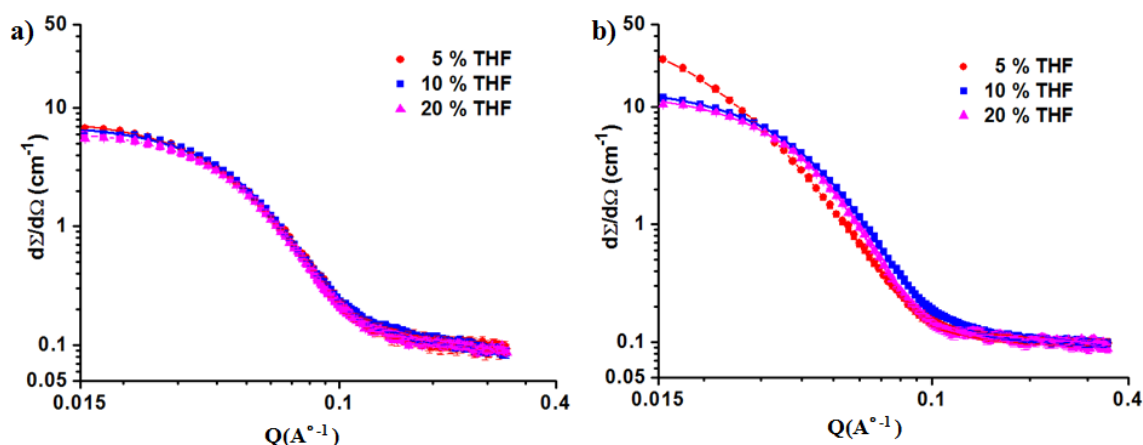 a)
50
10
1
0.1
0.05
dΣ/dΩ (cm⁻¹)
5 % THF
10 % THF
20 % THF
0.015
0.1
0.4
Q(A°⁻¹)
b)
50
10
1
0.1
0.05
dΣ/dΩ (cm⁻¹)
5 % THF
10 % THF
20 % THF
0.015
0.1
0.4
Q(A°⁻¹)